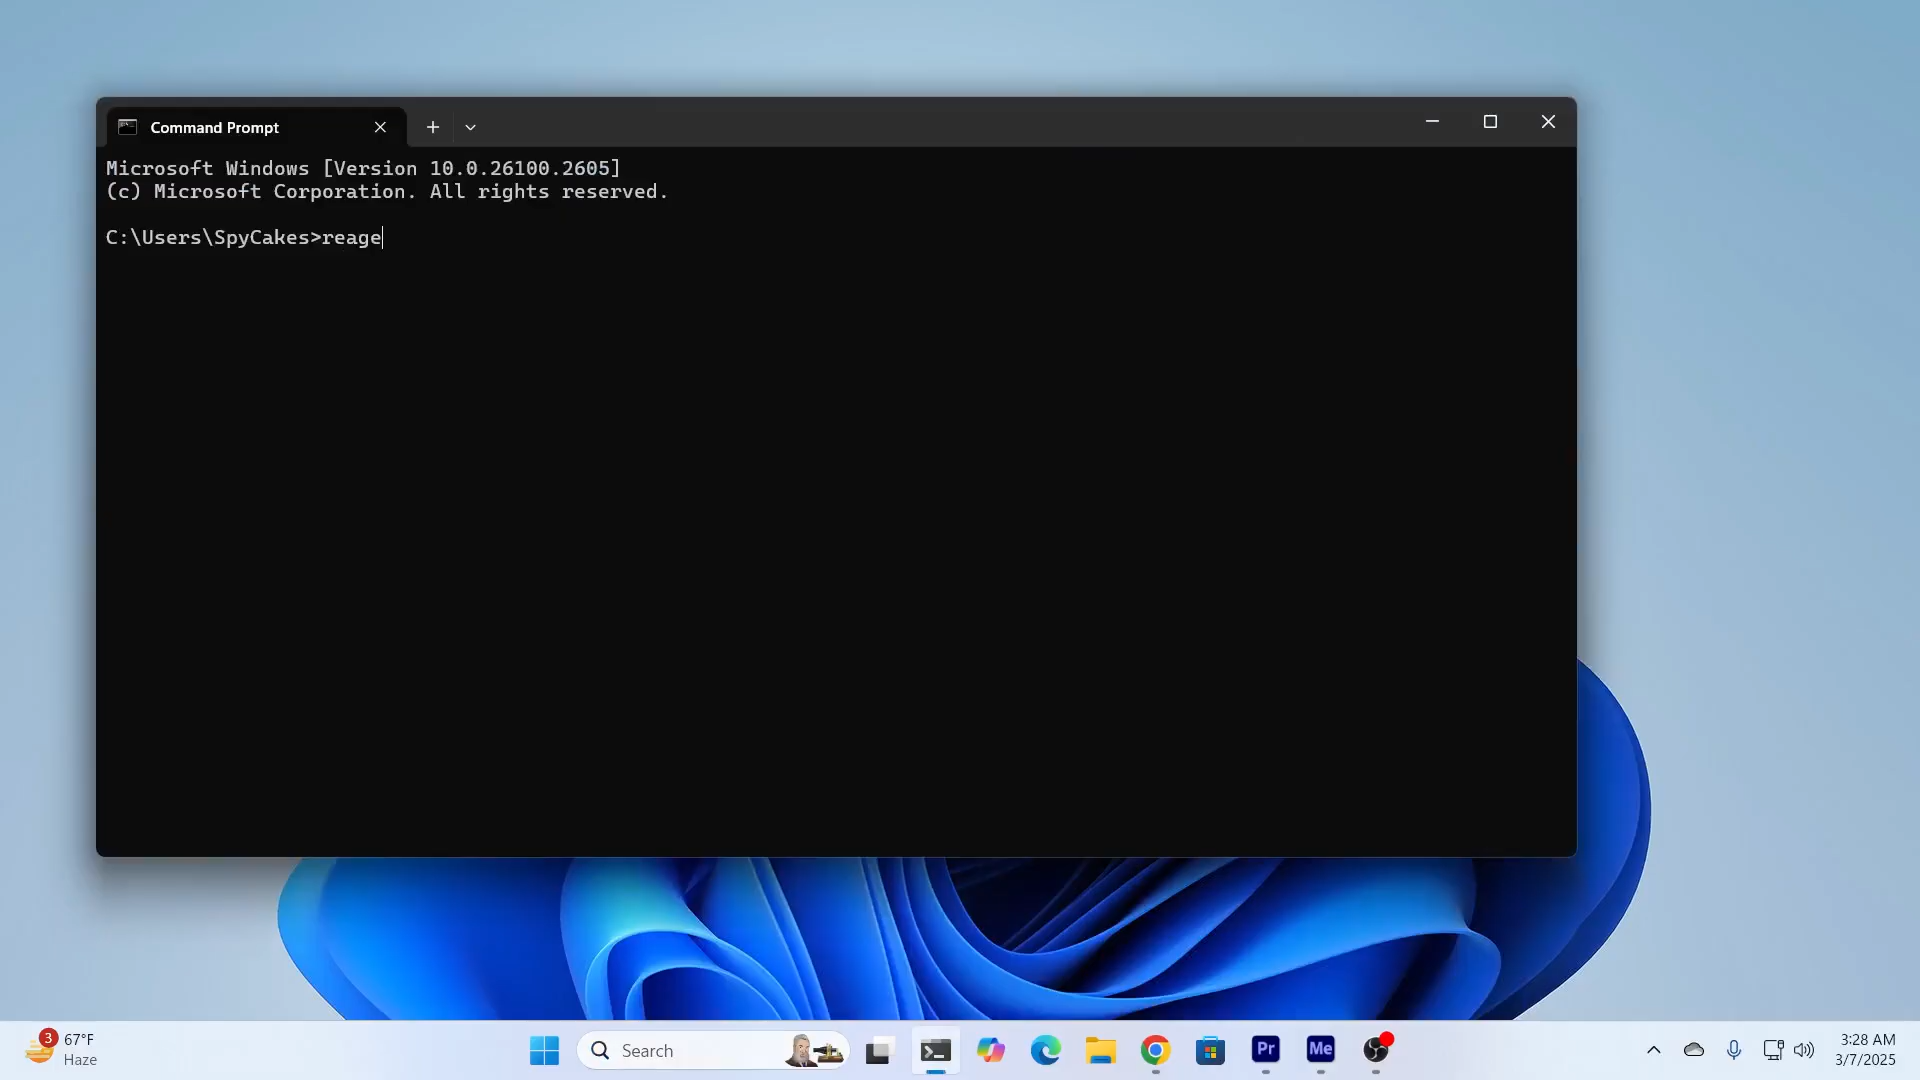 Command Prompt
Microsoft Windows [Version 10.0.26100.2605]
(c) Microsoft Corporation. All rights reserved.
C:\Users\SpyCakes>reage
3
67°F
Haze
Search
Pr
Me
3:28 AM
3/7/2025